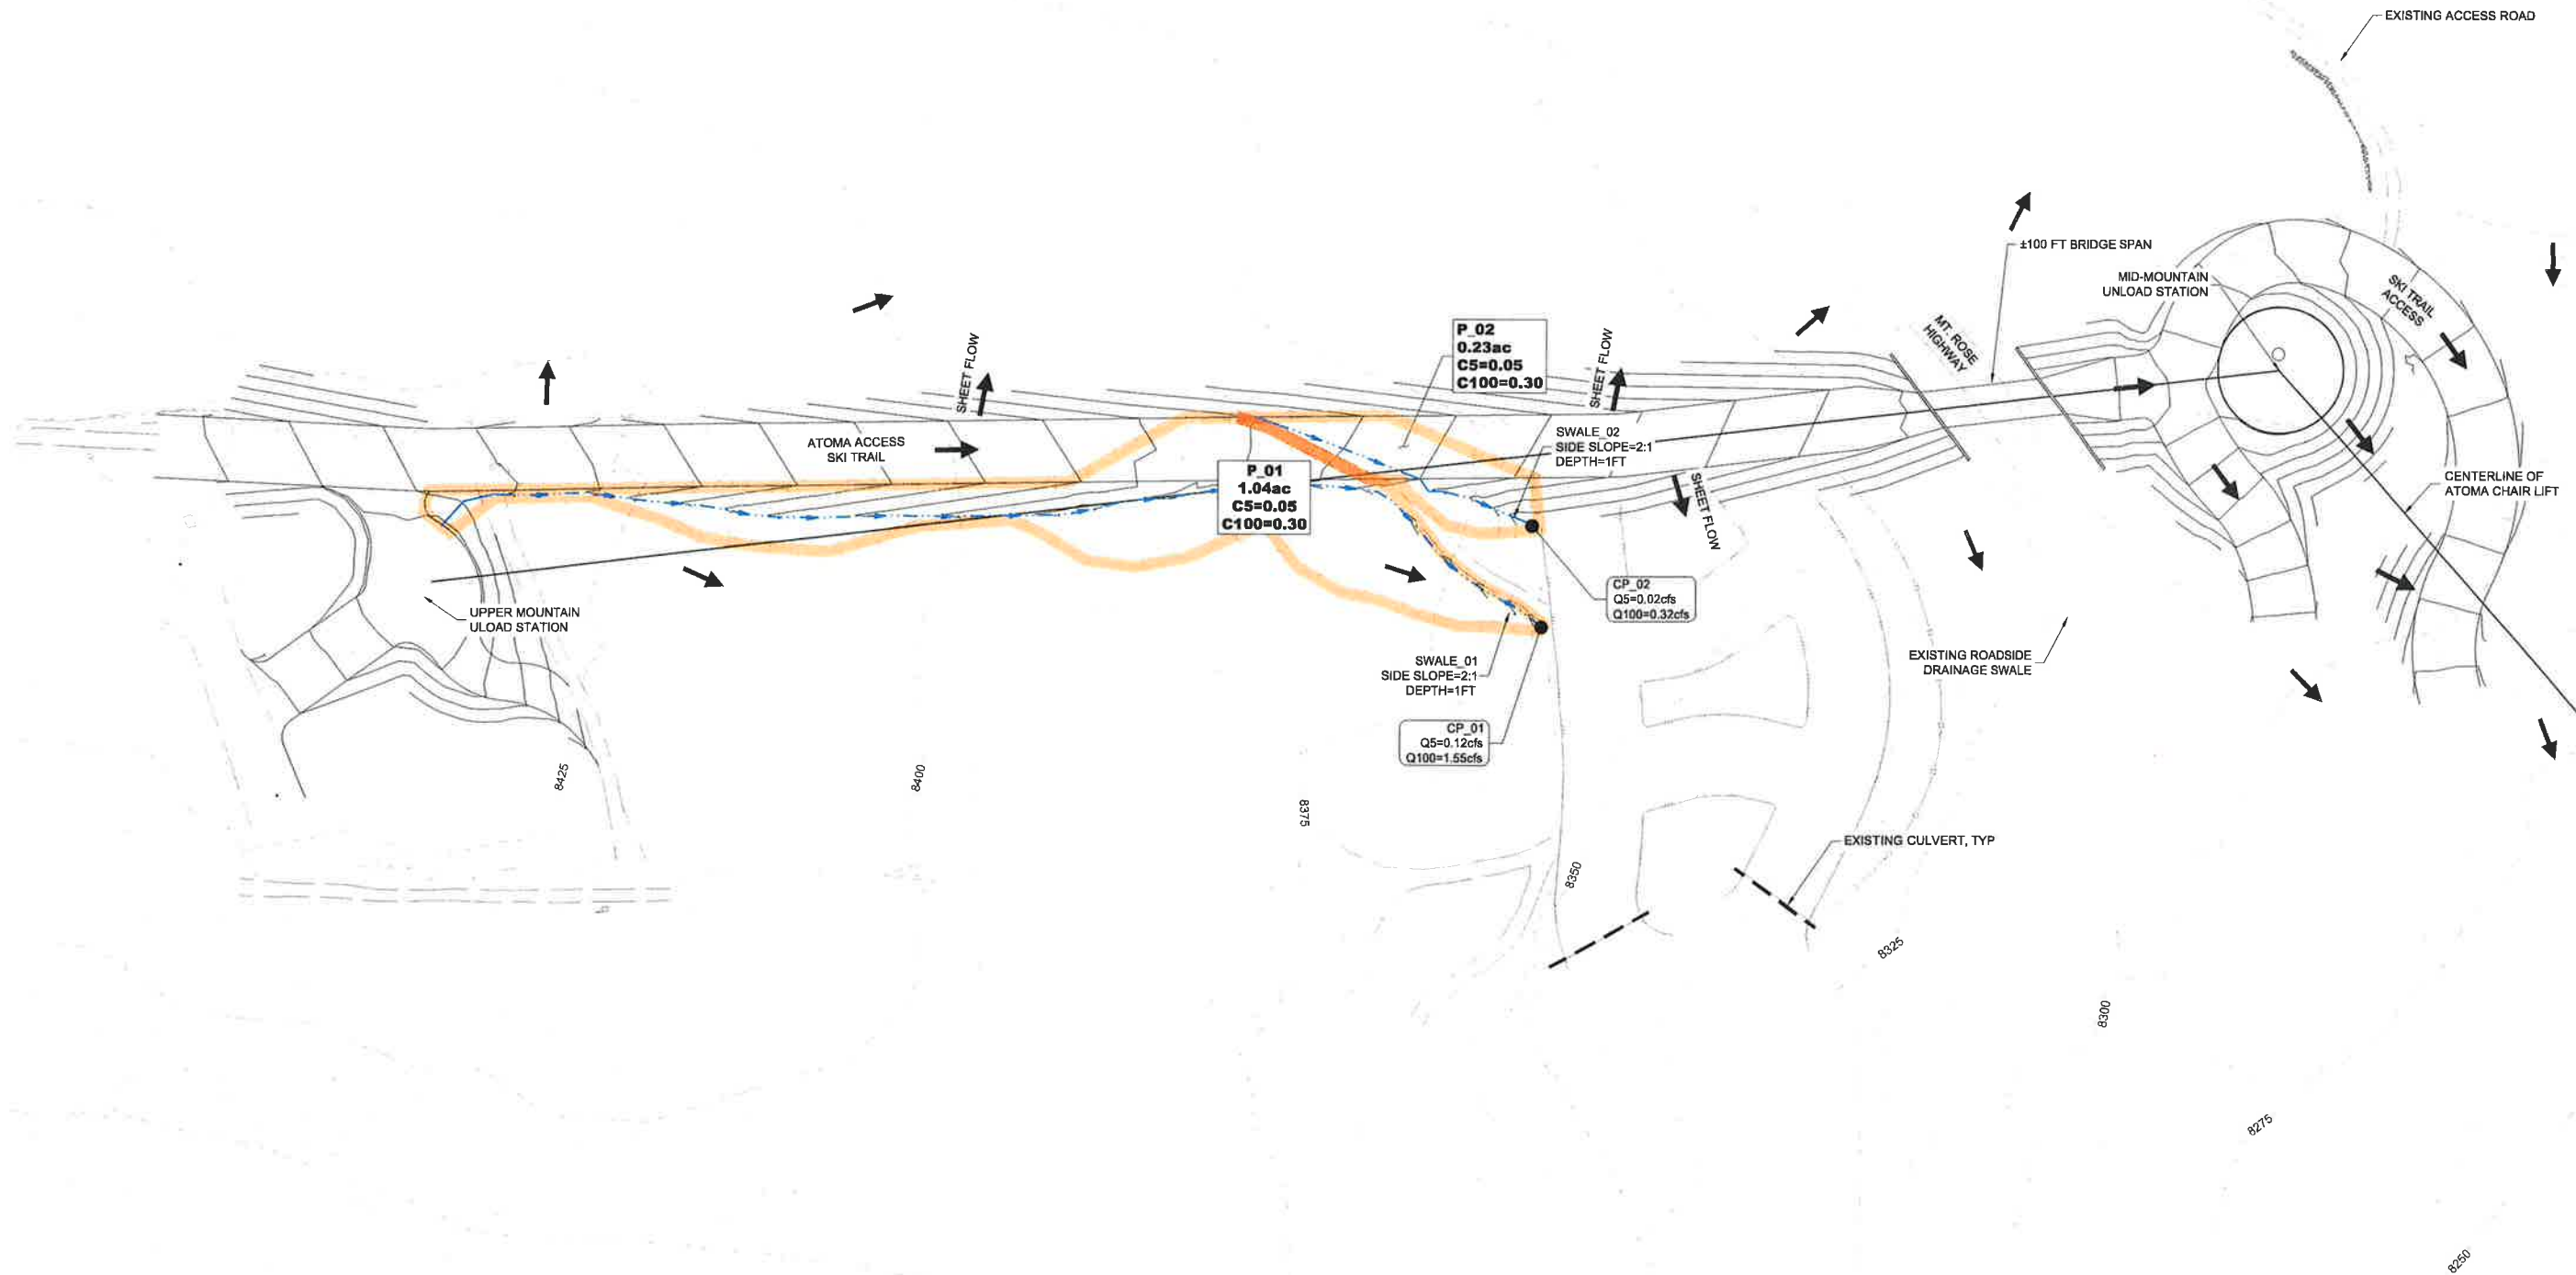 EXISTING ACCESS ROAD
±100 FT BRIDGE SPAN
MID-MOUNTAIN
UNLOAD STATION
SKI TRAIL
ACCESS
MT. ROSE
HIGHWAY
SHEET FLOW
SHEET FLOW
P_02
0.23ac
C5=0.05
C100=0.30
ATOMA ACCESS
SKI TRAIL
SWALE_02
SIDE SLOPE=2:1
DEPTH=1FT
P_01
1.04ac
C5=0.05
C100=0.30
SHEET FLOW
CENTERLINE OF
ATOMA CHAIR LIFT
CP_02
Q5=0.02cfs
Q100=0.32cfs
UPPER MOUNTAIN
ULOAD STATION
SWALE_01
SIDE SLOPE=2:1
DEPTH=1FT
EXISTING ROADSIDE
DRAINAGE SWALE
CP_01
Q5=0.12cfs
Q100=1.55cfs
8425
8400
8375
8350
EXISTING CULVERT, TYP
8325
8300
8275
8250